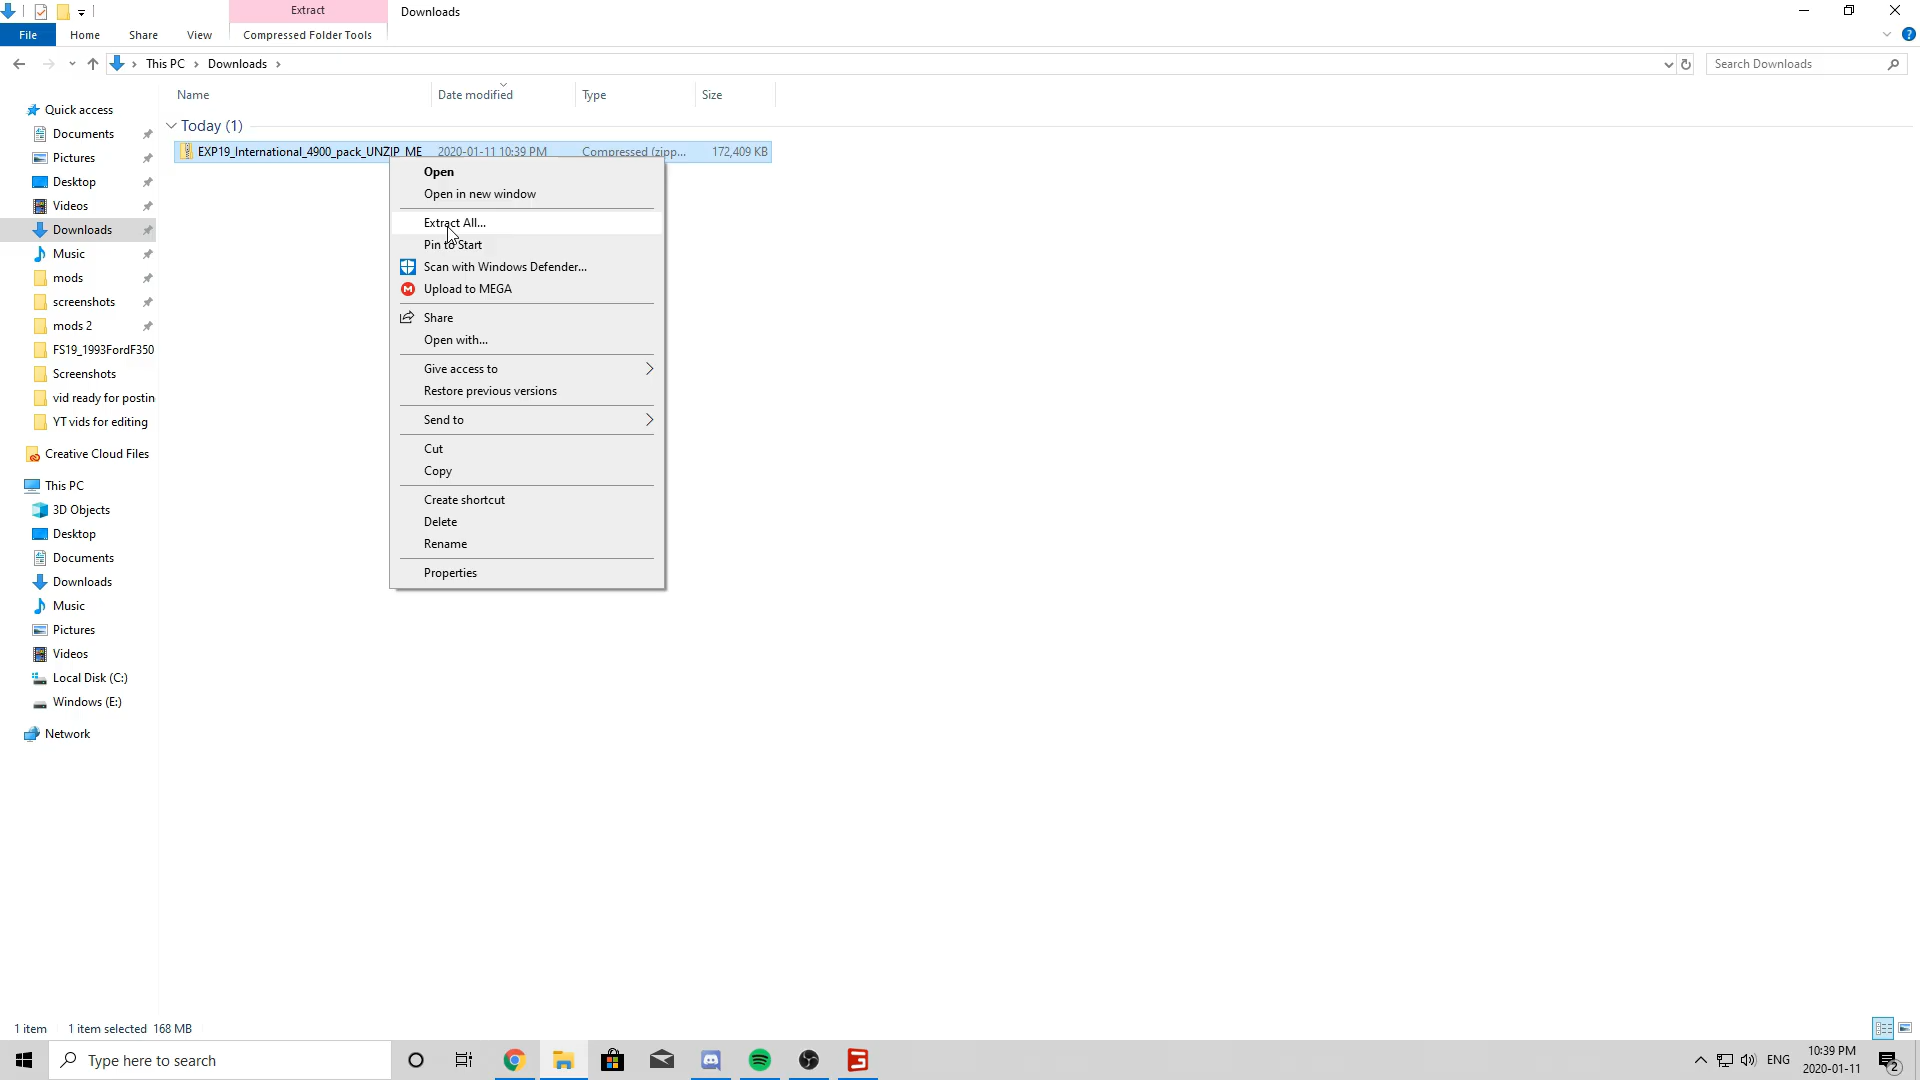 Extract
Downloads
File
Home
Share
View
Compressed Folder Tools
This PC
Downloads
Search Downloads
Name
Date modified
Type
Size
Today (1)
EXP19_International_4900_pack_UNZIP_ME
2020-01-11 10:39 PM
Compressed (zipp...
172,409 KB
Quick access
Documents
Pictures
Desktop
Videos
Downloads
Music
mods
screenshots
mods 2
FS19_1993FordF350
Screenshots
vid ready for postin
YT vids for editing
Creative Cloud Files
This PC
3D Objects
Desktop
Documents
Downloads
Music
Pictures
Videos
Local Disk (C:)
Windows (E:)
Network
Open
Open in new window
Extract All...
Pin to Start
Scan with Windows Defender...
Upload to MEGA
Share
Open with...
Give access to
Restore previous versions
Send to
Cut
Copy
Create shortcut
Delete
Rename
Properties
1 item
1 item selected 168 MB
Type here to search
ENG
10:39 PM
2020-01-11
2